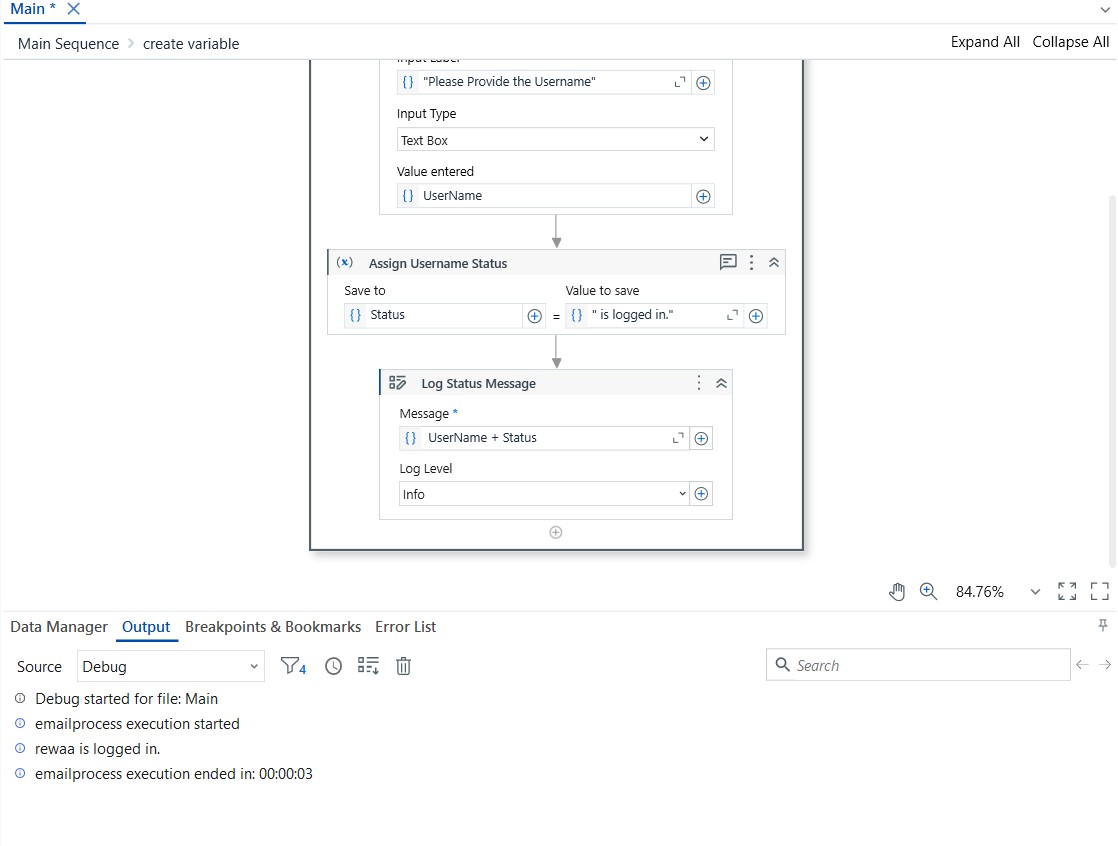 Main *
Main Sequence > create variable
Expand All Collapse All
Input Label
{} "Please Provide the Username"
Input Type
Text Box
Value entered
{} UserName
(x) Assign Username Status
Save to Value to save
{} Status = {} " is logged in."
Log Status Message
Message *
{} UserName + Status
Log Level
Info
84.76%
Data Manager Output Breakpoints & Bookmarks Error List
Source Debug 4 Search
Debug started for file: Main
emailprocess execution started
rewaa is logged in.
emailprocess execution ended in: 00:00:03